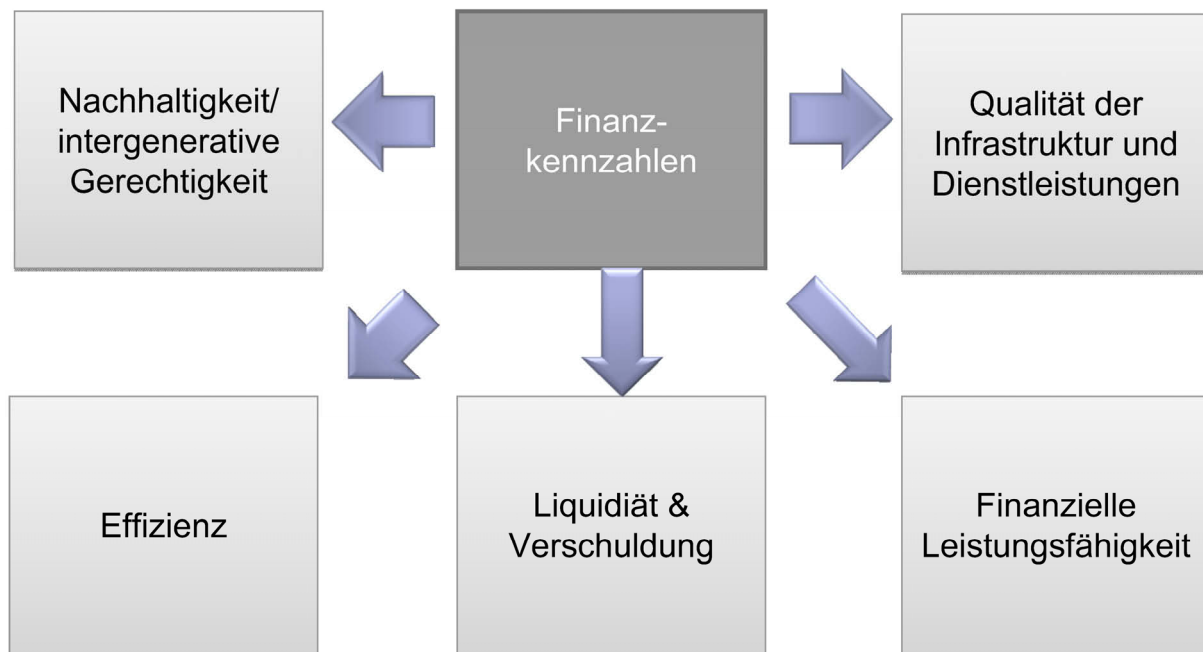 Nachhaltigkeit/
intergenerative
Gerechtigkeit
Finanz-
kennzahlen
Qualität der
Infrastruktur und
Dienstleistungen
Effizienz
Liquidiät &
Verschuldung
Finanzielle
Leistungsfähigkeit